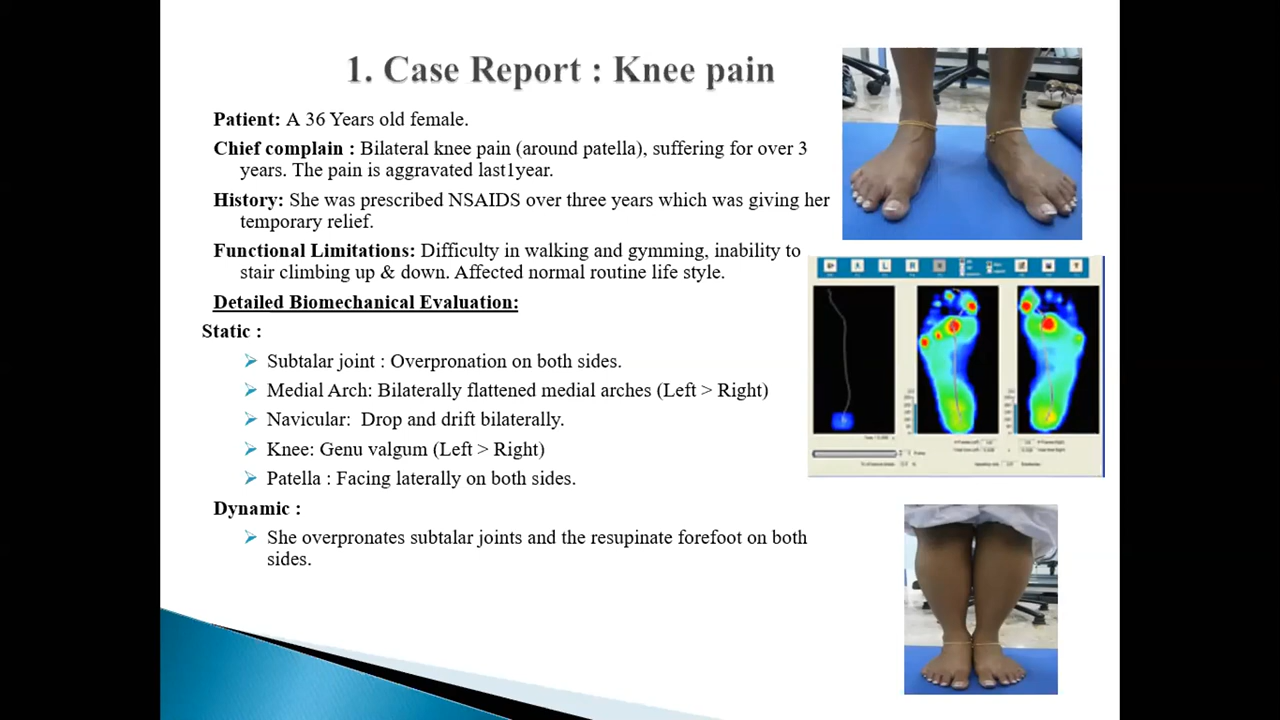 1. Case Report : Knee pain
Patient: A 36 Years old female.
Chief complain : Bilateral knee pain (around patella), suffering for over 3
years. The pain is aggravated last1year.
History: She was prescribed NSAIDS over three years which was giving her
temporary relief.
Functional Limitations: Difficulty in walking and gymming, inability to
stair climbing up & down. Affected normal routine life style.
Detailed Biomechanical Evaluation:
Static :
Subtalar joint : Overpronation on both sides.
Medial Arch: Bilaterally flattened medial arches (Left > Right)
Navicular: Drop and drift bilaterally.
Knee: Genu valgum (Left > Right)
Patella : Facing laterally on both sides.
Dynamic :
She overpronates subtalar joints and the resupinate forefoot on both
sides.
L R